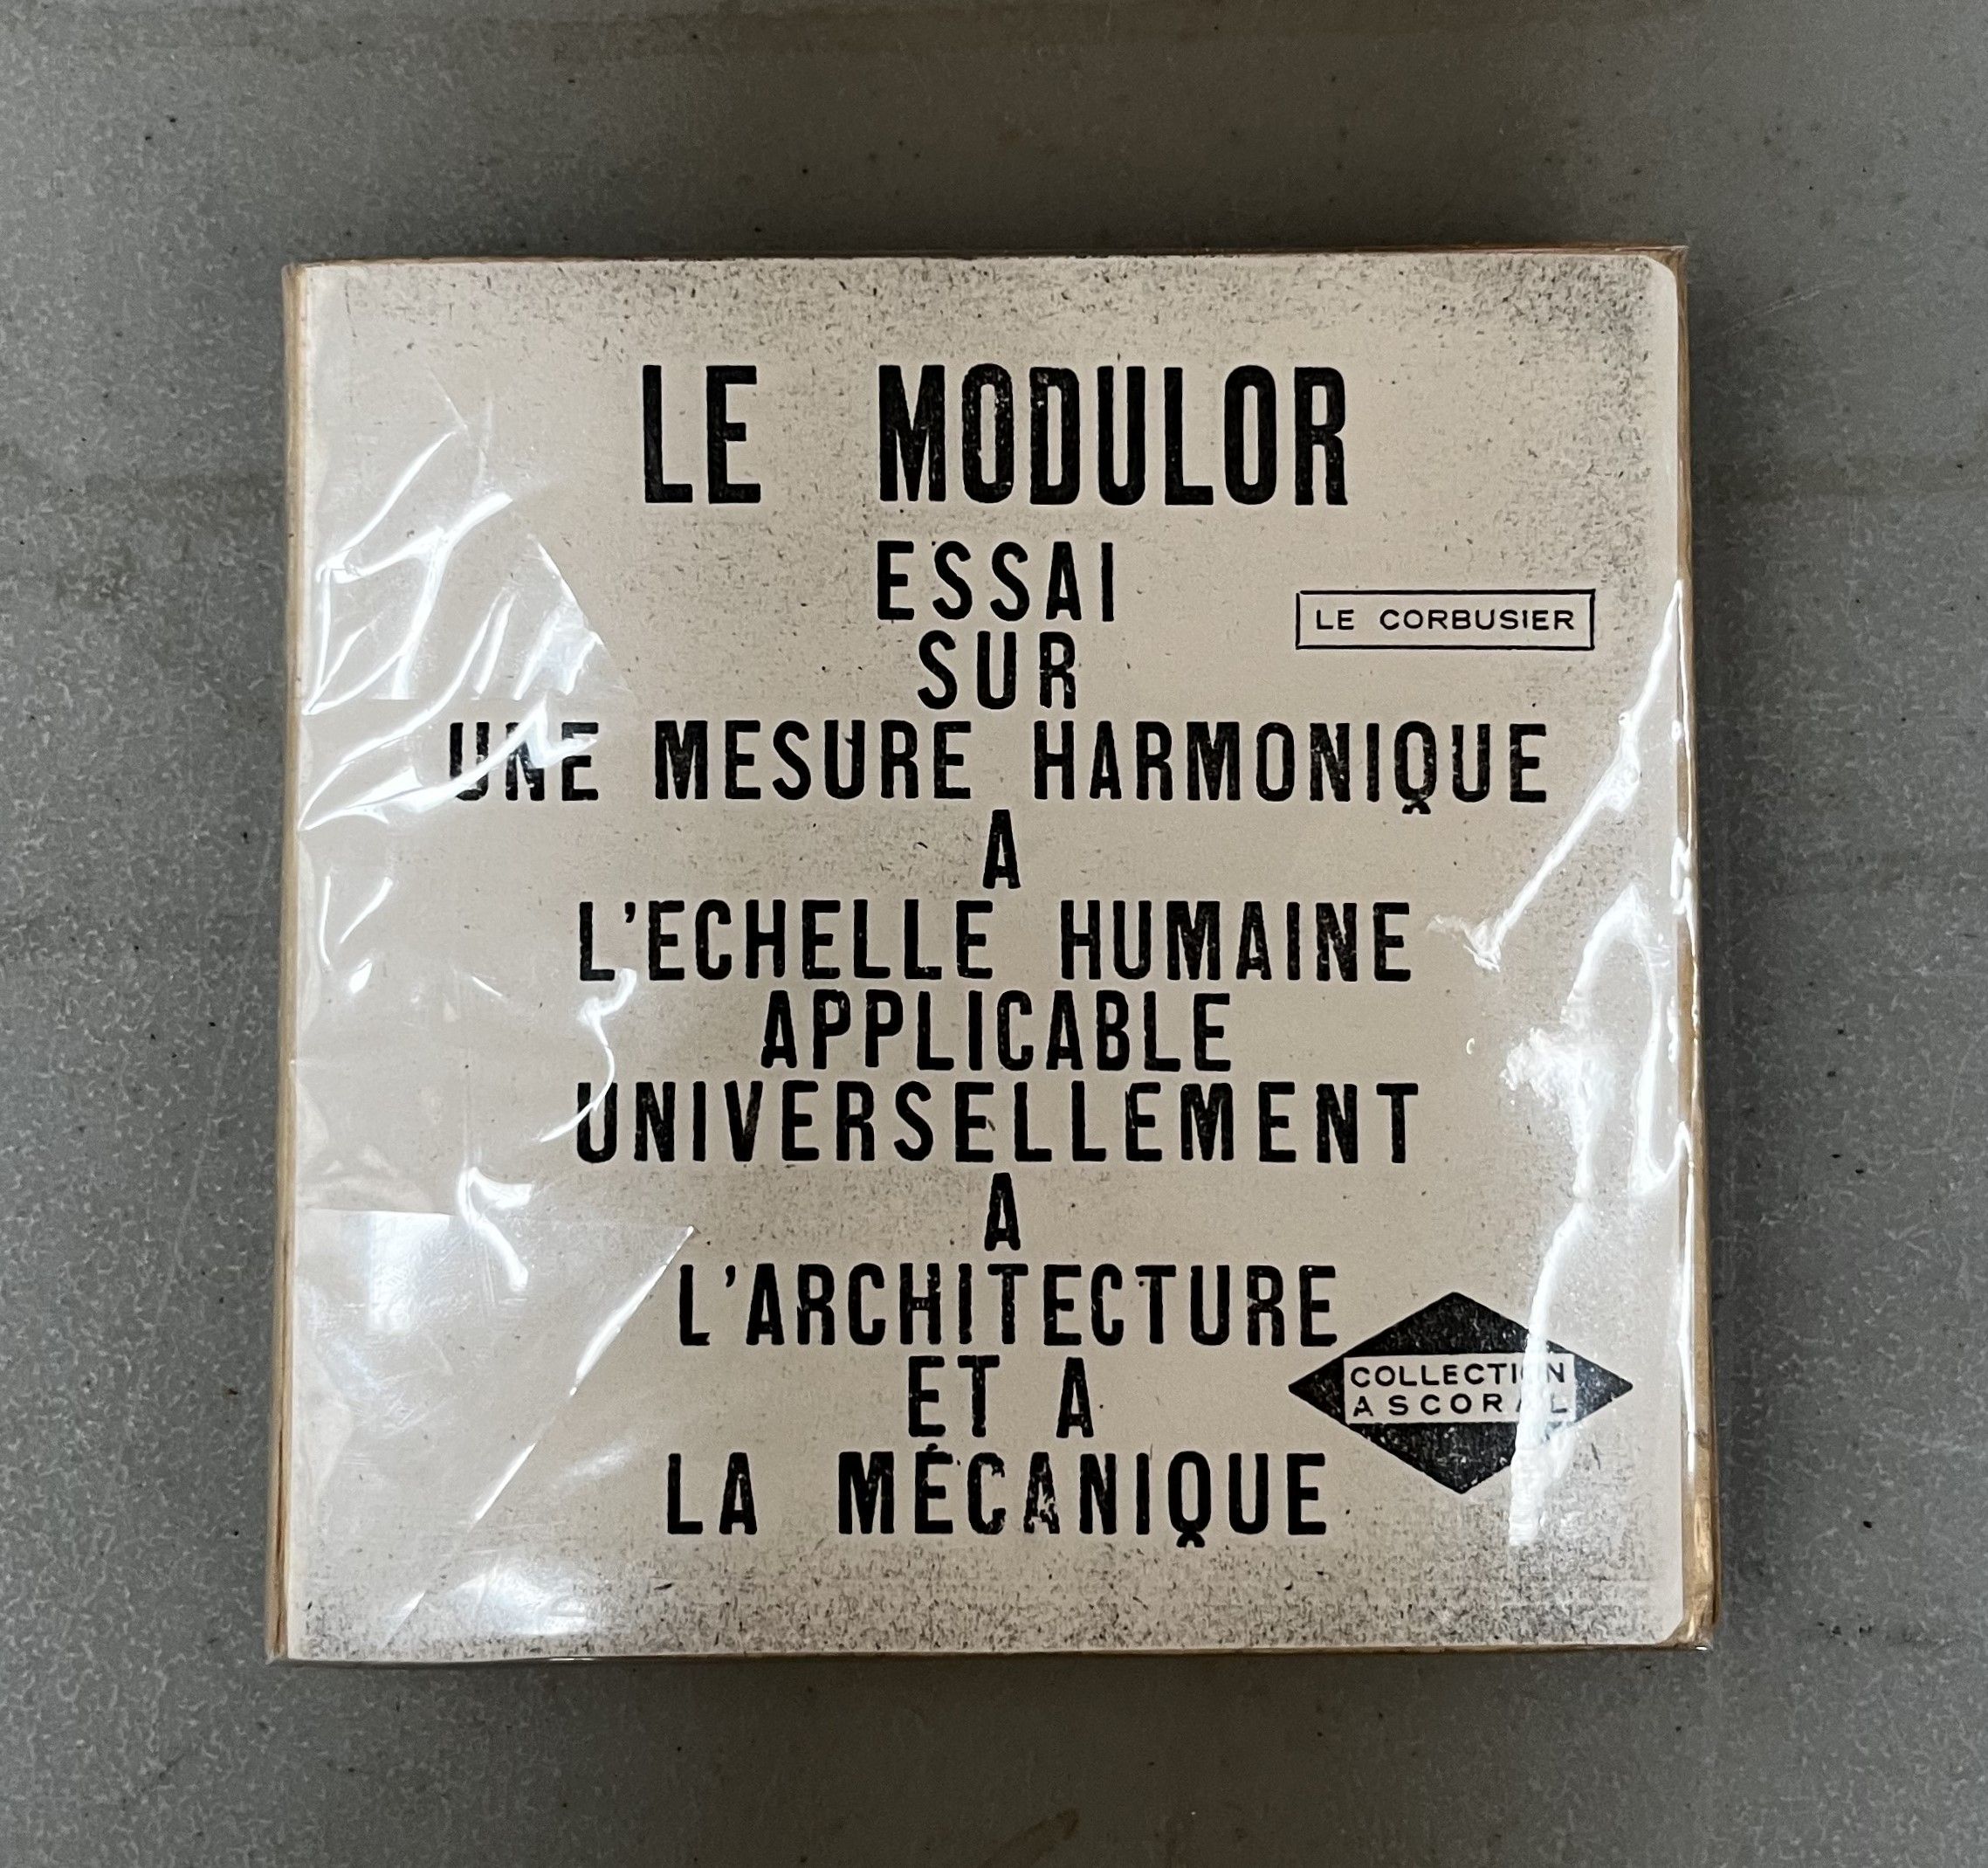 LE MODULOR
ESSAI
LE CORBUSIER
SUR
UNE MESURE HARMONIQUE
A
L'ECHELLE HUMAINE
APPLICABLE
UNIVERSELLEMENT
A
L'ARCHITECTURE
ET A
COLLECTION
ASCORAL
LA MÉCANIQUE